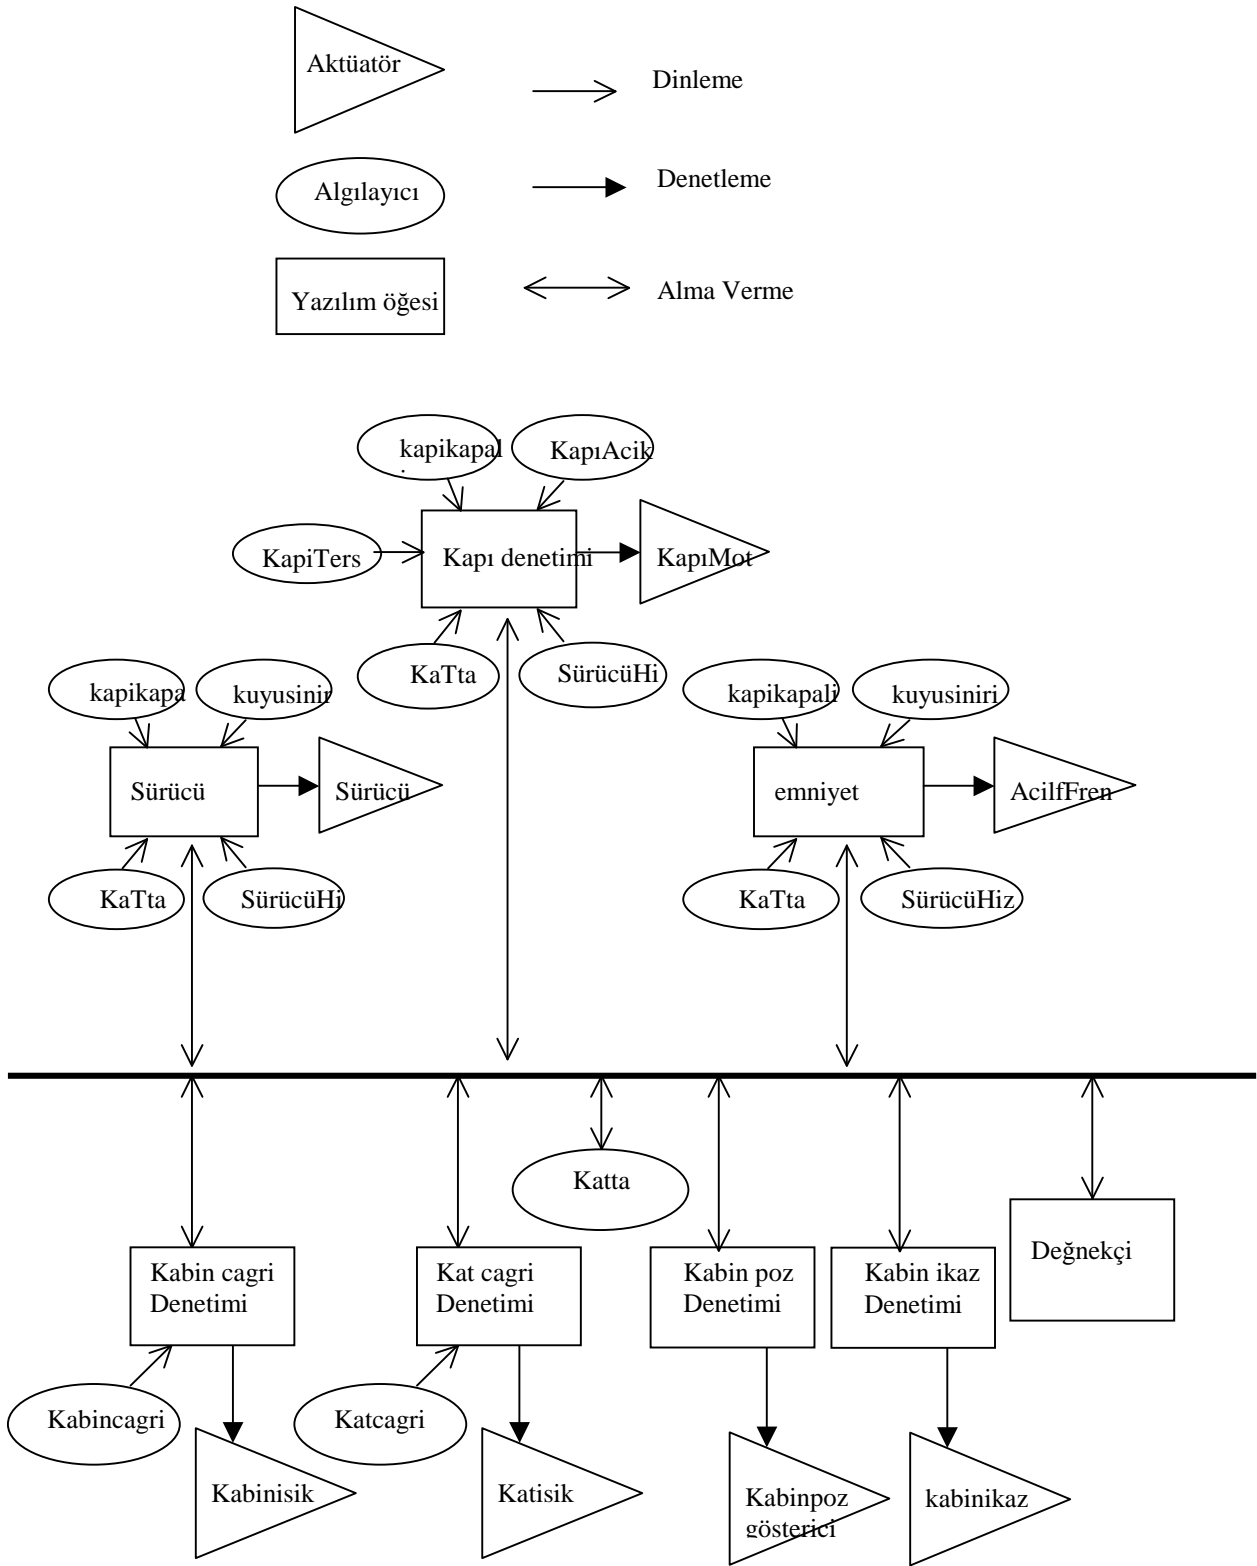 Aktüatör
Dinleme
Algılayıcı
Denetleme
Yazılım öğesi
Alma Verme
kapikapal
KapıAcik
KapiTers
Kapı denetimi
KapıMot
KaTta
SürücüHi
kapikapa
kuyusinir
kapikapali
kuyusiniri
Sürücü
Sürücü
emniyet
AcilfFren
KaTta
SürücüHi
KaTta
SürücüHiz
Katta
Kabin cagri
Denetimi
Kat cagri
Denetimi
Kabin poz
Denetimi
Kabin ikaz
Denetimi
Değnekçi
Kabincagri
Katcagri
Kabinisik
Katisik
Kabinpoz
gösterici
kabinikaz